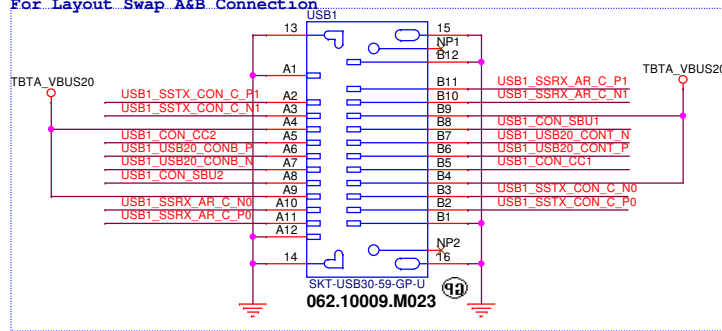 For Layout Swap A&B Connection
USB1
13
15
NP1
B12
A1
TBTA_VBUS20
TBTA_VBUS20
B11 USB1_SSRX_AR_C_P1
USB1_SSTX_CON_C_P1 A2
B10 USB1_SSRX_AR_C_N1
USB1_SSTX_CON_C_N1 A3
B9
A4
B8 USB1_CON_SBU1
USB1_CON_CC2 A5
B7 USB1_USB20_CONT_N
USB1_USB20_CONB_P A6
B6 USB1_USB20_CONT_P
USB1_USB20_CONB_N A7
B5 USB1_CON_CC1
USB1_CON_SBU2 A8
B4
A9
B3 USB1_SSTX_CON_C_N0
USB1_SSRX_AR_C_N0 A10
B2 USB1_SSTX_CON_C_P0
USB1_SSRX_AR_C_P0 A11
B1
A12
NP2
14
16
SKT-USB30-59-GP-U
062.10009.M023